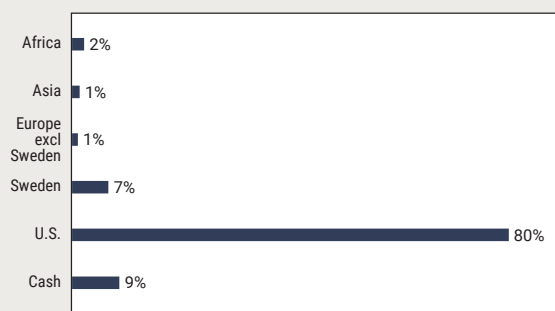 Africa 2%
Asia 1%
Europe
excl 1%
Sweden
Sweden 7%
U.S. 80%
Cash 9%